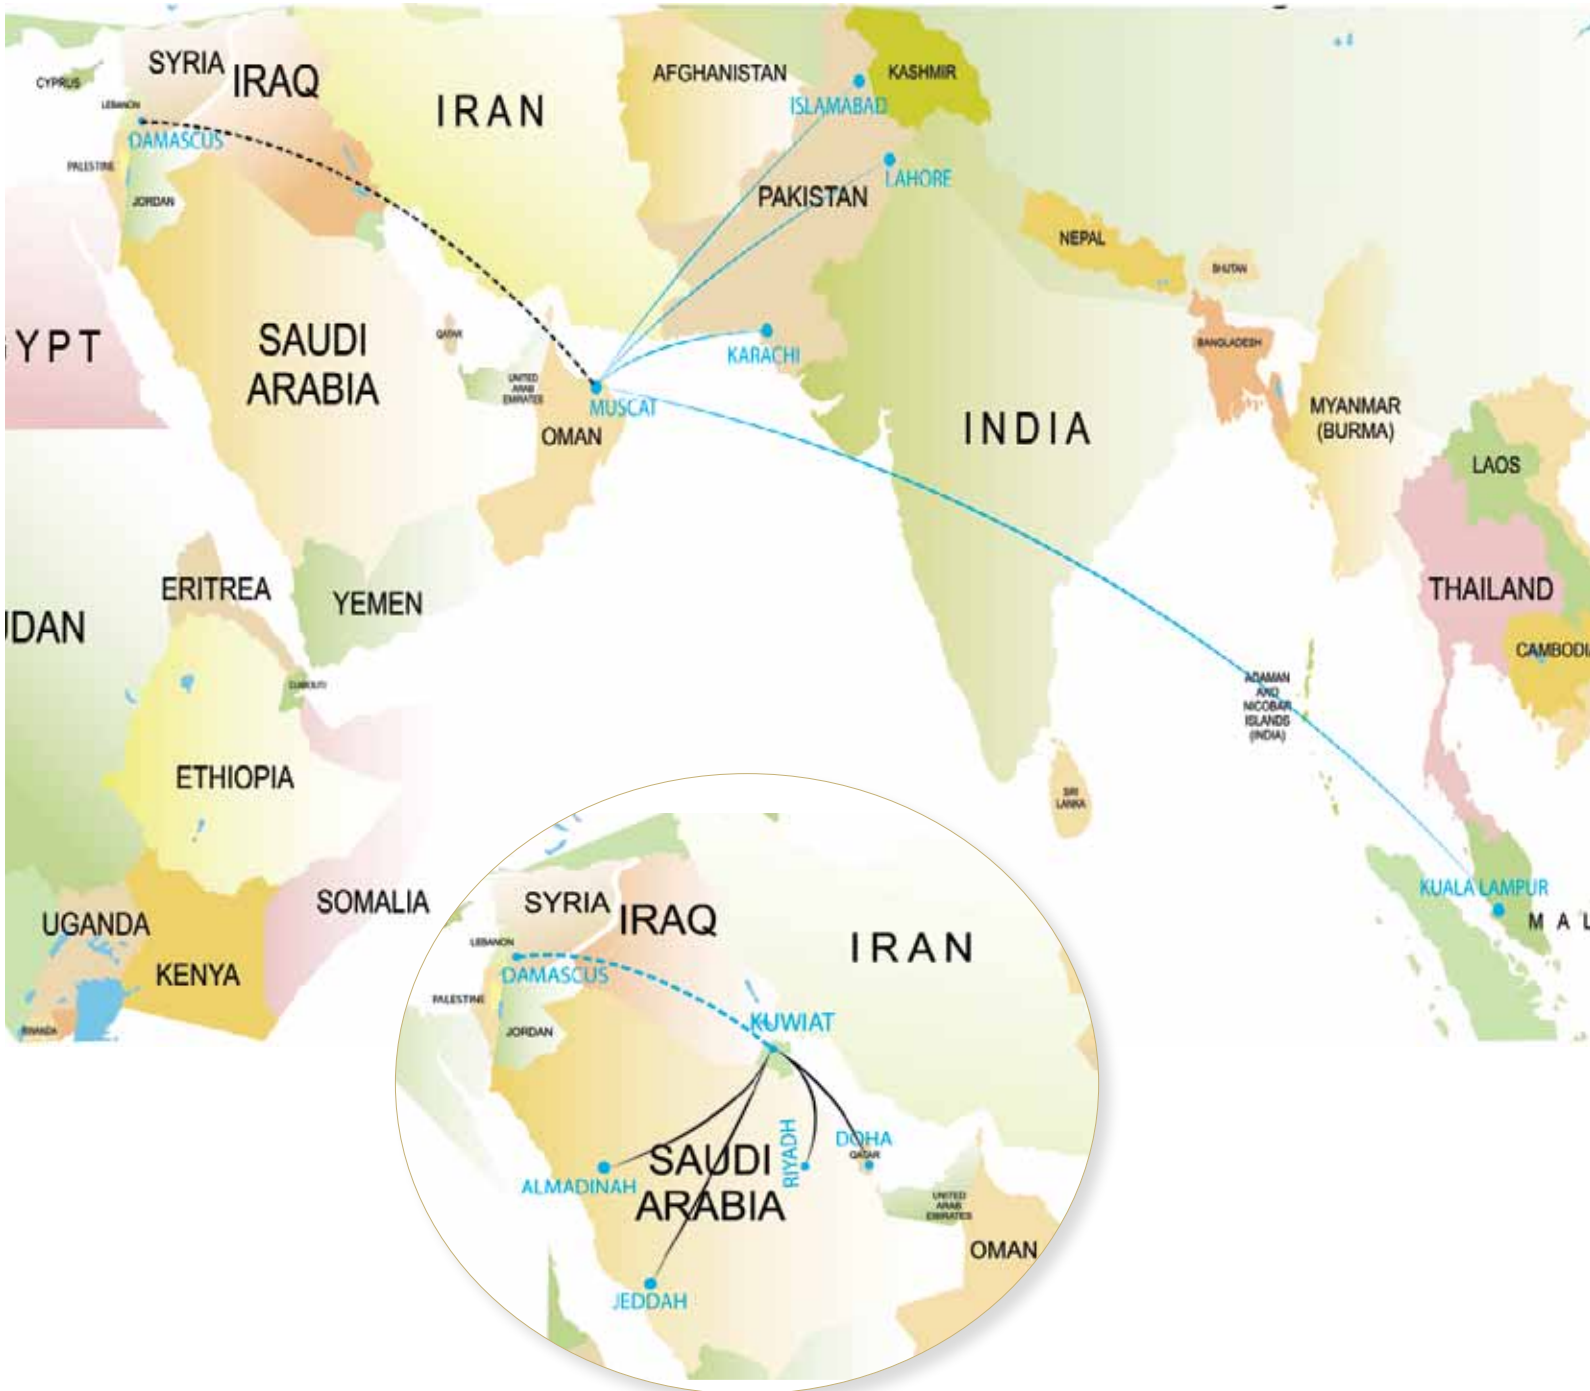 SYRIA
IRAQ
IRAN
AFGHANISTAN
KASHMIR
CYPRUS
LEBANON
ISLAMABAD
DAMASCUS
PALESTINE
JORDAN
LAHORE
PAKISTAN
NEPAL
BHUTAN
SAUDI
ARABIA
YPT
QATAR
KARACHI
BANGLADESH
UNITED
ARAB
EMIRATES
MUSCAT
OMAN
INDIA
MYANMAR
(BURMA)
LAOS
ERITREA
YEMEN
THAILAND
DAN
CAMBODIA
DJIBOUTI
ADAMAN
AND
NICOBAR
ISLANDS
(INDIA)
ETHIOPIA
SRI
LANKA
SOMALIA
UGANDA
KENYA
RWANDA
KUALA LAMPUR
MAL
SYRIA
IRAQ
IRAN
LEBANON
DAMASCUS
PALESTINE
JORDAN
KUWIAT
DOHA
QATAR
RIYADH
SAUDI
ARABIA
ALMADINAH
UNITED
ARAB
EMIRATES
OMAN
JEDDAH